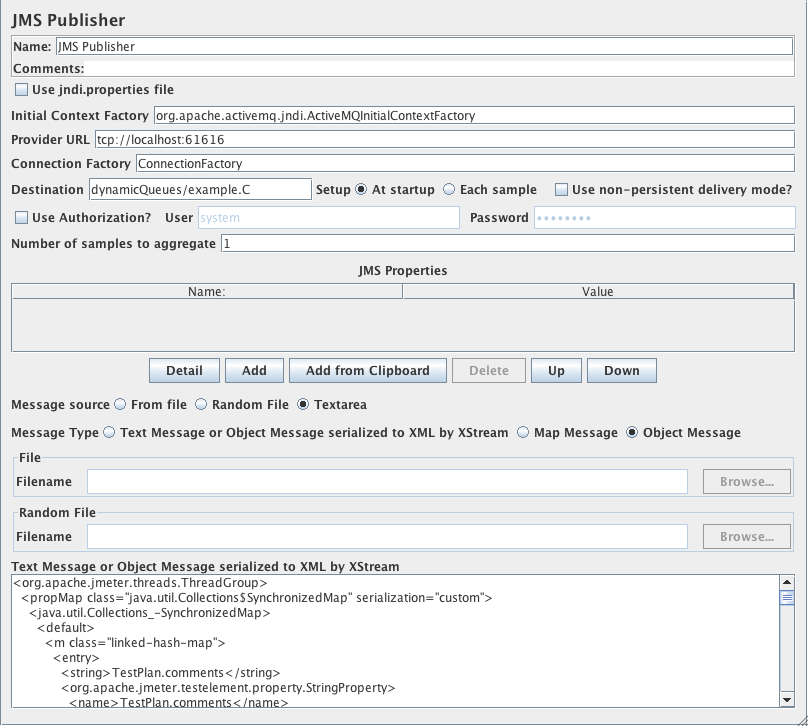 JMS Publisher
Name: JMS Publisher
Comments:
Use jndi.properties file
Initial Context Factory org.apache.activemq.jndi.ActiveMQInitialContextFactory
Provider URL tcp://localhost:61616
Connection Factory ConnectionFactory
Destination dynamicQueues/example.C Setup At startup Each sample Use non-persistent delivery mode?
Use Authorization? User system Password ••••••••
Number of samples to aggregate 1
JMS Properties
Name: Value
Detail Add Add from Clipboard Delete Up Down
Message source From file Random File Textarea
Message Type Text Message or Object Message serialized to XML by XStream Map Message Object Message
File
Filename Browse...
Random File
Filename Browse...
Text Message or Object Message serialized to XML by XStream
<org.apache.jmeter.threads.ThreadGroup>
<propMap class="java.util.Collections$SynchronizedMap" serialization="custom">
<java.util.Collections_-SynchronizedMap>
<default>
<m class="linked-hash-map">
<entry>
<string>TestPlan.comments</string>
<org.apache.jmeter.testelement.property.StringProperty>
<name>TestPlan.comments</name>